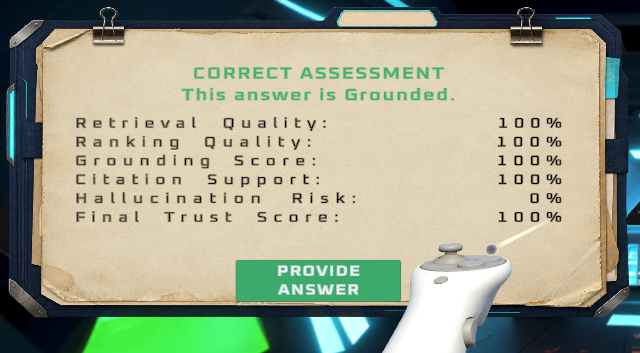 CORRECT ASSESSMENT
This answer is Grounded.
Retrieval Quality: 100%
Ranking Quality: 100%
Grounding Score: 100%
Citation Support: 100%
Hallucination Risk: 0%
Final Trust Score: 100%
PROVIDE
ANSWER